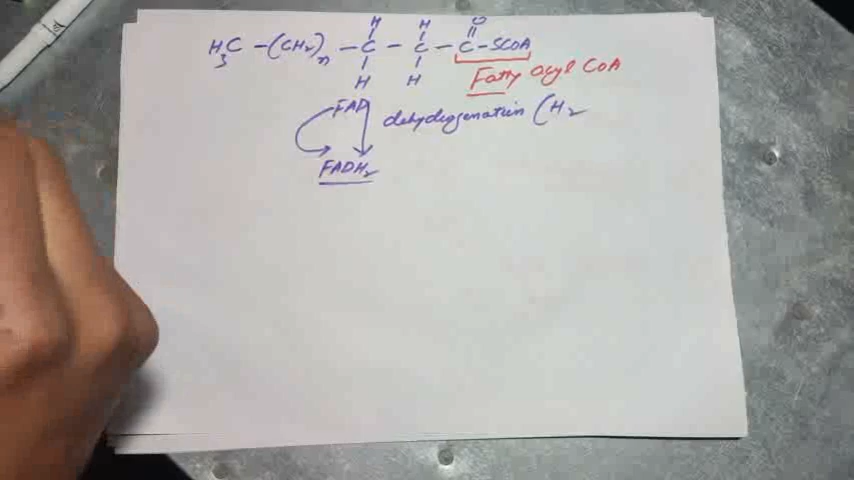 H H O
H₃C -(CH₂)n - C - C - C - SCOA
H H
Fatty acyl CoA
FAD dehydrogenation (H₂
FADH₂